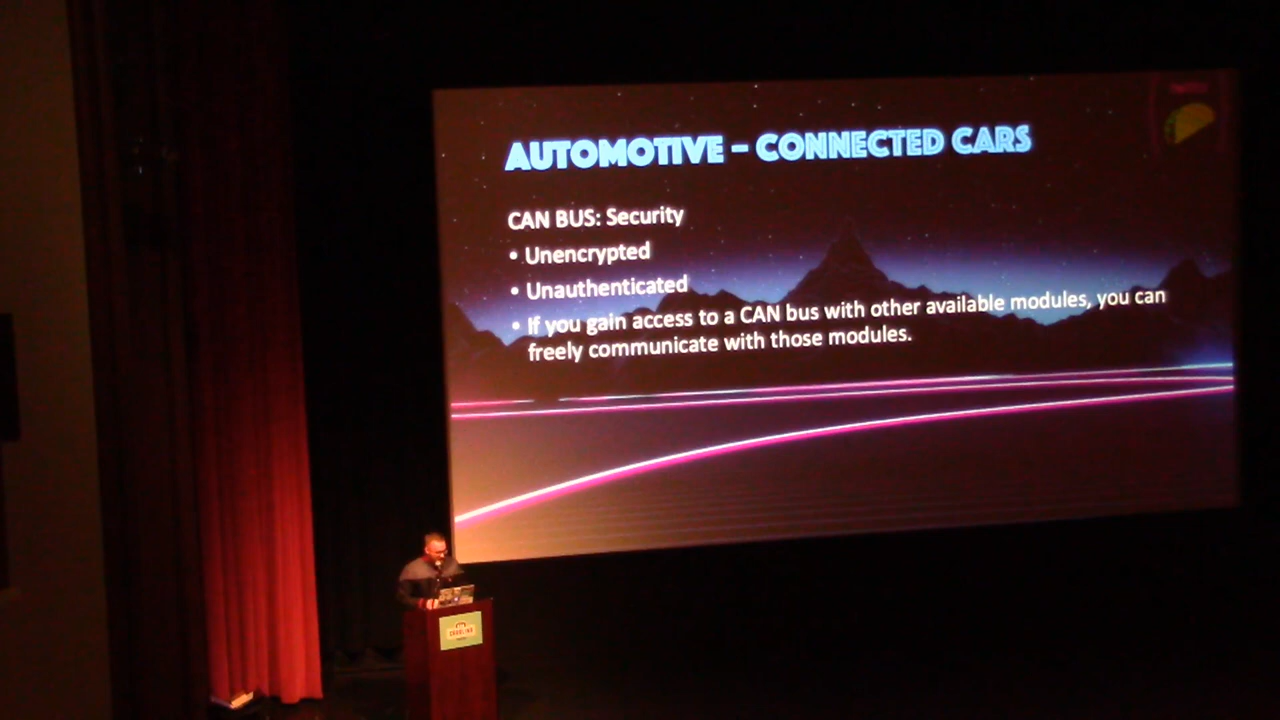 AUTOMOTIVE – CONNECTED CARS
CAN BUS: Security
• Unencrypted
• Unauthenticated
• If you gain access to a CAN bus with other available modules, you can
freely communicate with those modules.
CAROLINA